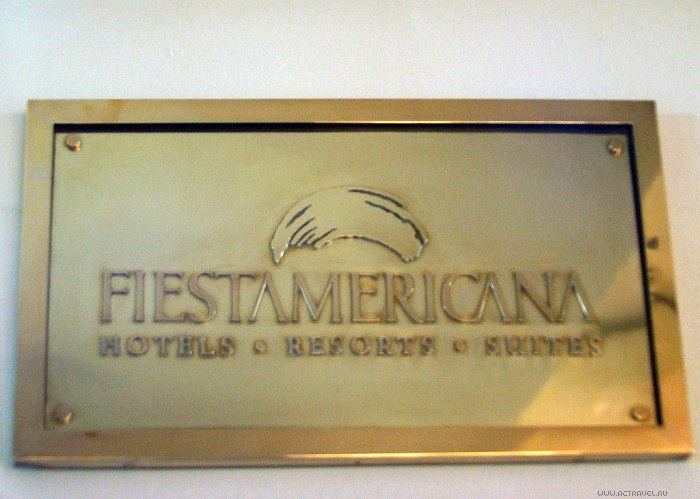 FIESTAMERICANA
HOTELS • RESORTS • SUITES
WWW.ACTRAVEL.RU